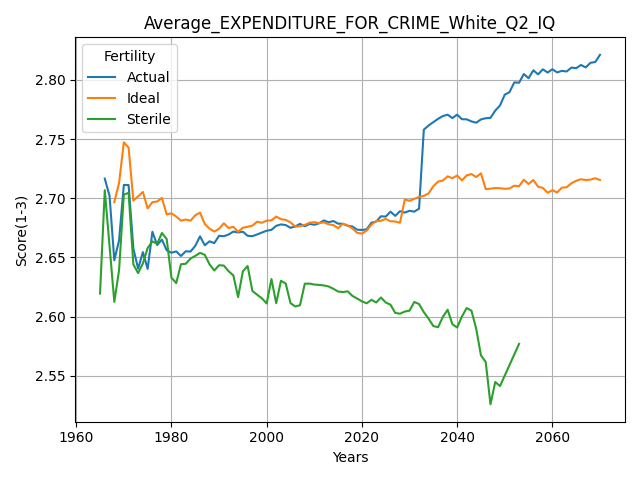 Average_EXPENDITURE_FOR_CRIME_White_Q2_IQ
Fertility
Actual
Ideal
Sterile
Score(1-3)
2.80
2.75
2.70
2.65
2.60
2.55
1960 1980 2000 2020 2040 2060
Years